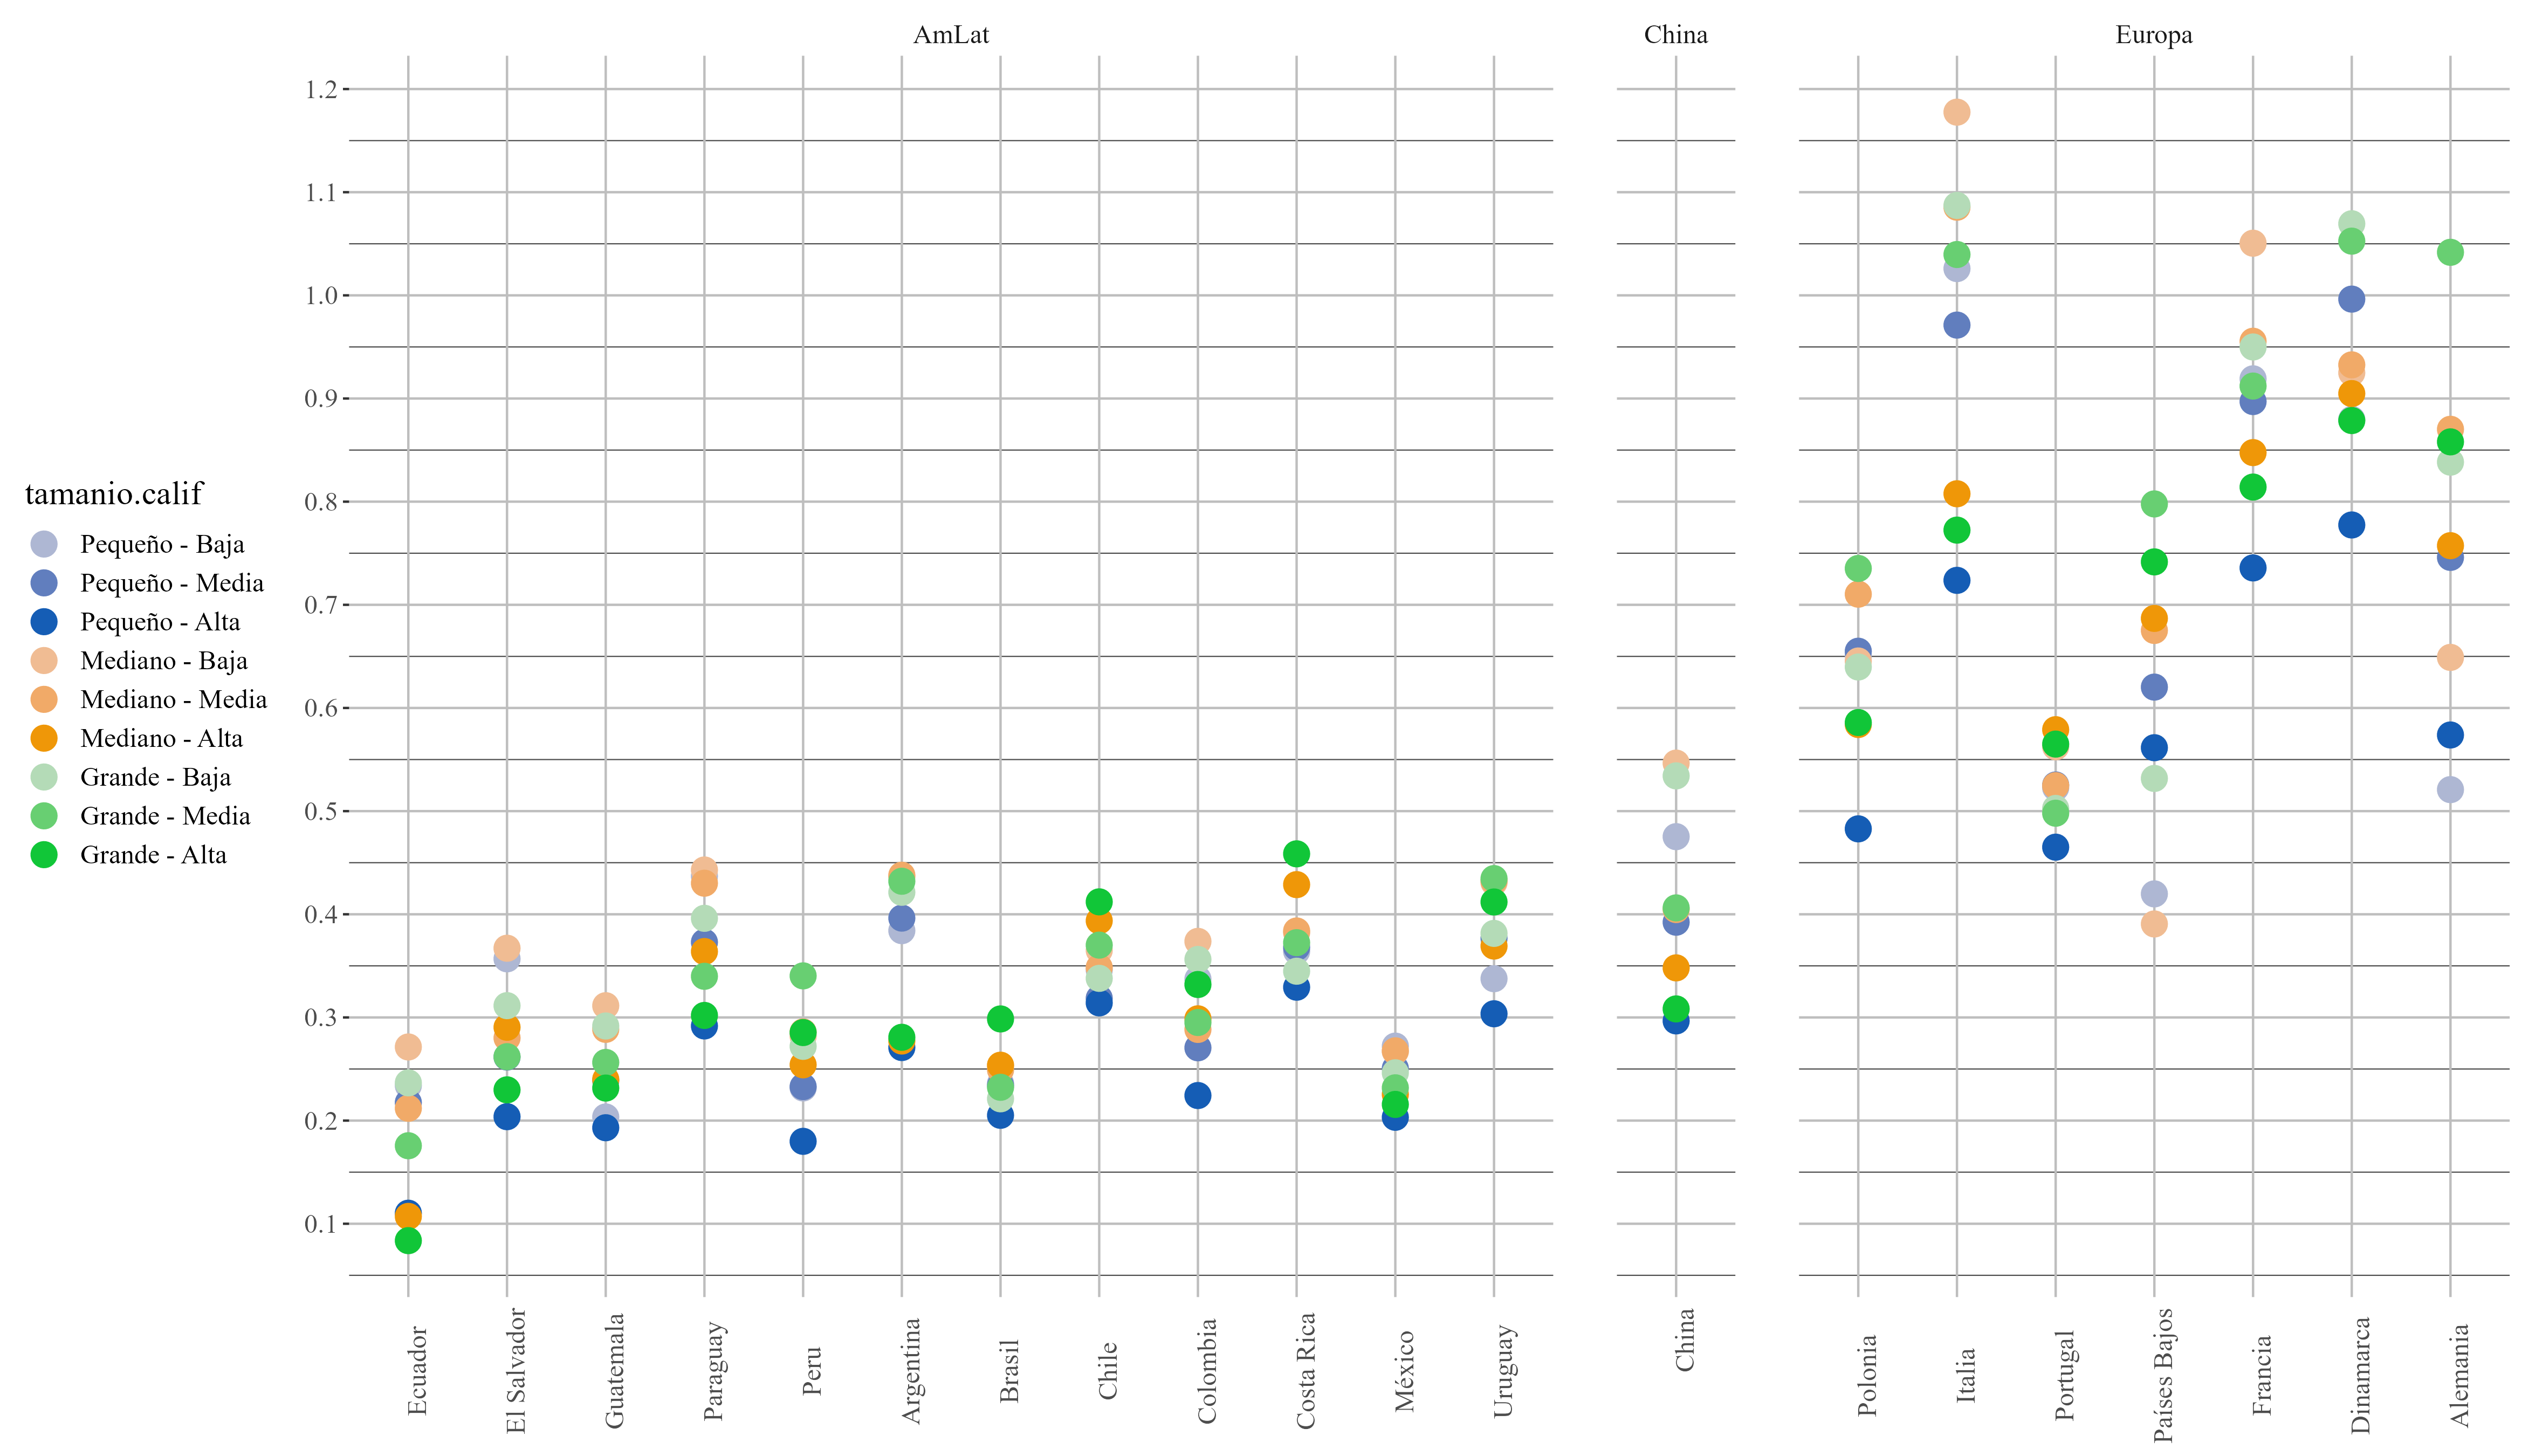 AmLat
China
Europa
1.2
1.1
1.0
0.9
0.8
0.7
0.6
0.5
0.4
0.3
0.2
0.1
tamanio.calif
Pequeño - Baja
Pequeño - Media
Pequeño - Alta
Mediano - Baja
Mediano - Media
Mediano - Alta
Grande - Baja
Grande - Media
Grande - Alta
Ecuador
El Salvador
Guatemala
Paraguay
Peru
Argentina
Brasil
Chile
Colombia
Costa Rica
México
Uruguay
China
Polonia
Italia
Portugal
Países Bajos
Francia
Dinamarca
Alemania